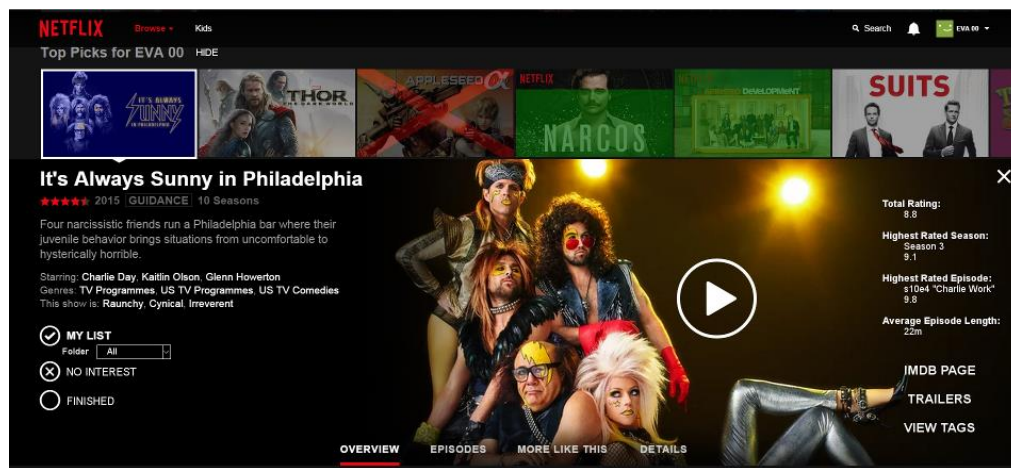 NETFLIX Browse Kids Search EVA 00
Top Picks for EVA 00 HIDE
IT'S ALWAYS
SUNNY
IN PHILADELPHIA
THOR
THE DARK WORLD
APPLESEED α
NETFLIX
NARCOS
DEVELOPMENT
SUITS
It's Always Sunny in Philadelphia
2015 GUIDANCE 10 Seasons
Four narcissistic friends run a Philadelphia bar where their
juvenile behavior brings situations from uncomfortable to
hysterically horrible.
Starring: Charlie Day, Kaitlin Olson, Glenn Howerton
Genres: TV Programmes, US TV Programmes, US TV Comedies
This show is: Raunchy, Cynical, Irreverent
MY LIST
Folder All
NO INTEREST
FINISHED
Total Rating:
8.8
Highest Rated Season:
Season 3
9.1
Highest Rated Episode:
s10e4 "Charlie Work"
9.8
Average Episode Length:
22m
IMDB PAGE
TRAILERS
VIEW TAGS
OVERVIEW EPISODES MORE LIKE THIS DETAILS